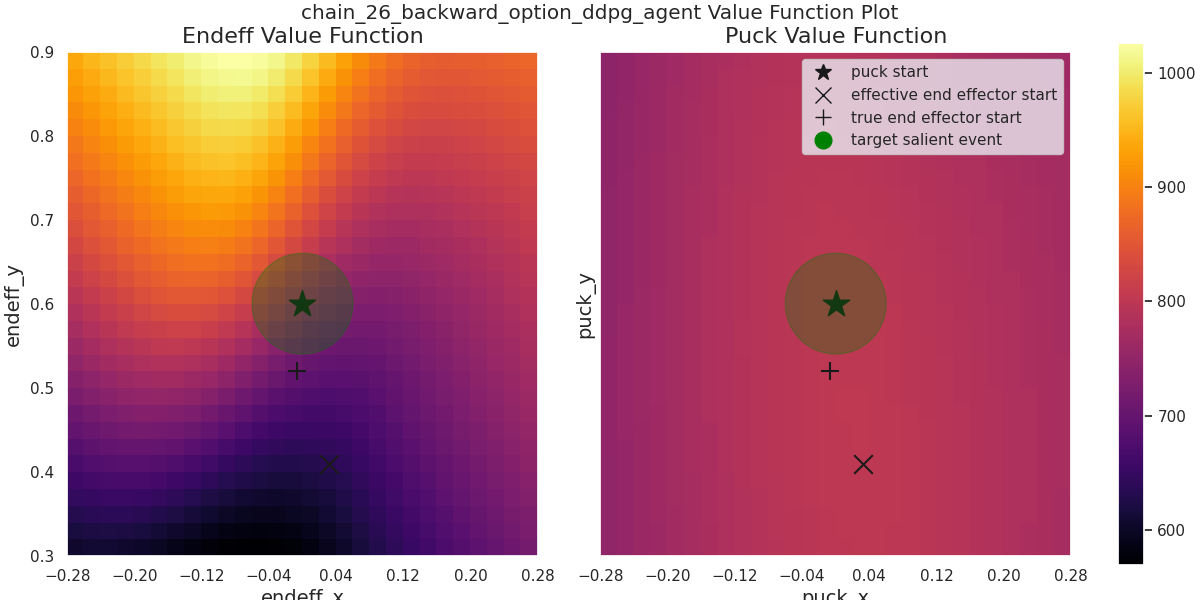 chain_26_backward_option_ddpg_agent Value Function Plot
Endeff Value Function
Puck Value Function
0.9
0.8
0.7
0.6
0.5
0.4
0.3
endeff_y
−0.28 −0.20 −0.12 −0.04 0.04 0.12 0.20 0.28
endeff_x
puck_y
puck start
effective end effector start
true end effector start
target salient event
−0.28 −0.20 −0.12 −0.04 0.04 0.12 0.20 0.28
puck_x
1000
900
800
700
600